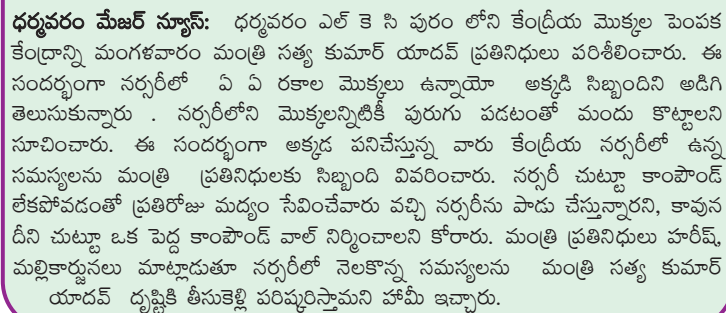 ధర్మవరం మేజర్ న్యూస్: ధర్మవరం ఎల్ కె సి పురం లోని కేంద్రీయ మొక్కల పెంపక
కేంద్రాన్ని మంగళవారం మంత్రి సత్య కుమార్ యాదవ్ ప్రతినిధులు పరిశీలించారు. ఈ
సందర్భంగా నర్సరీలో ఏ ఏ రకాల మొక్కలు ఉన్నాయో అక్కడి సిబ్బందిని అడిగి
తెలుసుకున్నారు . నర్సరీలోని మొక్కలన్నిటికీ పురుగు పడటంతో మందు కొట్టాలని
సూచించారు. ఈ సందర్భంగా అక్కడ పనిచేస్తున్న వారు కేంద్రీయ నర్సరీలో ఉన్న
సమస్యలను మంత్రి ప్రతినిధులకు సిబ్బంది వివరించారు. నర్సరీ చుట్టూ కాంపౌండ్
లేకపోవడంతో ప్రతిరోజు మద్యం సేవించేవారు వచ్చి నర్సరీను పాడు చేస్తున్నారని, కావున
దీని చుట్టూ ఒక పెద్ద కాంపౌండ్ వాల్ నిర్మించాలని కోరారు. మంత్రి ప్రతినిధులు హరీష్,
మల్లికార్జునలు మాట్లాడుతూ నర్సరీలో నెలకొన్న సమస్యలను మంత్రి సత్య కుమార్
యాదవ్ దృష్టికి తీసుకెళ్లి పరిష్కరిస్తామని హామీ ఇచ్చారు.